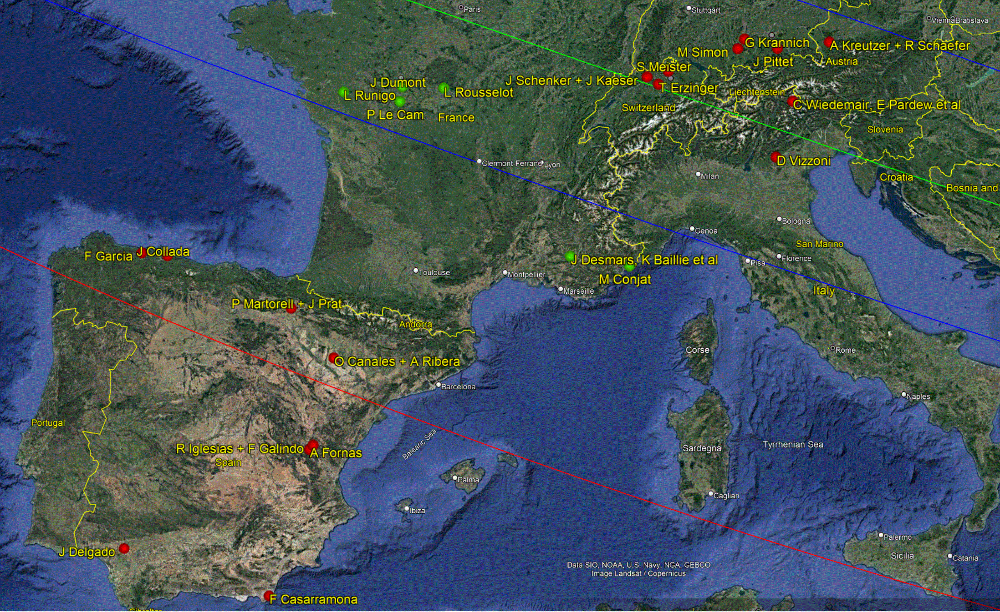 Paris
Stuttgart
Vienna
Bratislava
G Krannich
A Kreutzer + R Schaefer
M Simon
J Pittet
Austria
S Meister
J Schenker + J Kaeser
T Erzinger
J Dumont
L Runigo
L Rousselot
Liechtenstein
Switzerland
C Wiedemair, E Pardew et al
P Le Cam
France
Slovenia
Clermont-Ferrand
Lyon
D Vizzoni
Milan
Croatia
Bosnia and
Bologna
Genoa
San Marino
F Garcia
J Collada
J Desmars, K Baillie et al
Florence
Pisa
Toulouse
Montpellier
M Conjat
Marseille
Italy
P Martorell + J Prat
Andorra
Corse
Rome
O Canales + A Ribera
Barcelona
Naples
Portugal
Balearic Sea
R Iglesias + F Galindo
A Fornas
Spain
Sardegna
Tyrrhenian Sea
Palma
Cagliari
Ibiza
Palermo
J Delgado
Sicilia
Catania
Data SIO, NOAA, U.S. Navy, NGA, GEBCO
Image Landsat / Copernicus
F Casarramona
Gibraltar